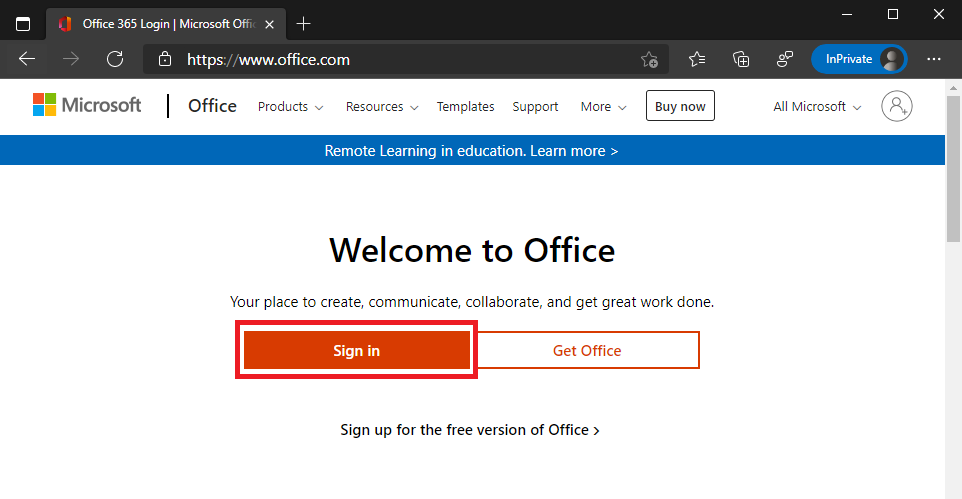 Office 365 Login | Microsoft Offic
https://www.office.com
InPrivate
Microsoft
Office
Products
Resources
Templates
Support
More
Buy now
All Microsoft
Remote Learning in education. Learn more >
Welcome to Office
Your place to create, communicate, collaborate, and get great work done.
Sign in
Get Office
Sign up for the free version of Office >